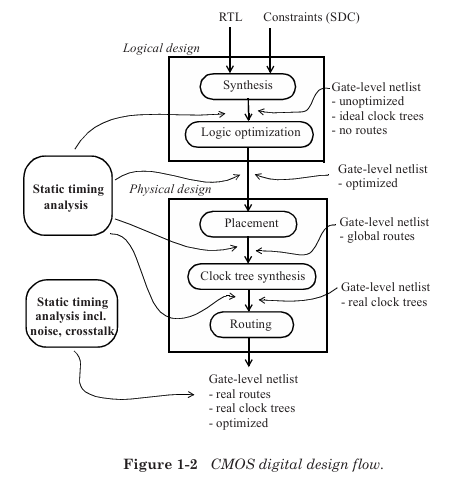 RTL Constraints (SDC)
Logical design
Synthesis
Gate-level netlist
- unoptimized
- ideal clock trees
- no routes
Logic optimization
Gate-level netlist
- optimized
Static timing
analysis
Physical design
Placement
Gate-level netlist
- global routes
Clock tree synthesis
Gate-level netlist
- real clock trees
Static timing
analysis incl.
noise, crosstalk
Routing
Gate-level netlist
- real routes
- real clock trees
- optimized
Figure 1-2 CMOS digital design flow.